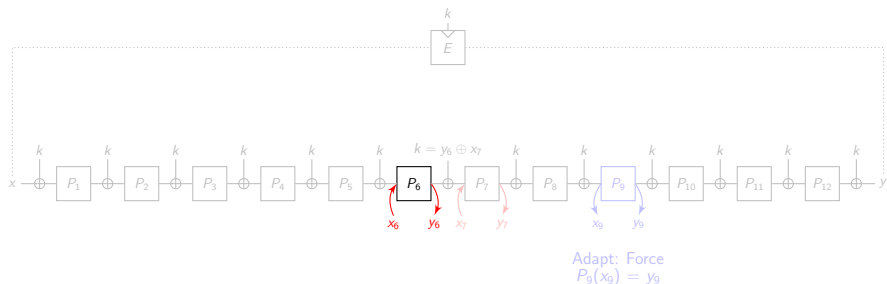 k
E
k k k k k k k = y₆ ⊕ x₇ k k k k k k
x P₁ P₂ P₃ P₄ P₅ P₆ P₇ P₈ P₉ P₁₀ P₁₁ P₁₂ y
x₆ y₆ x₇ y₇ x₉ y₉
Adapt: Force
P₉(x₉) = y₉